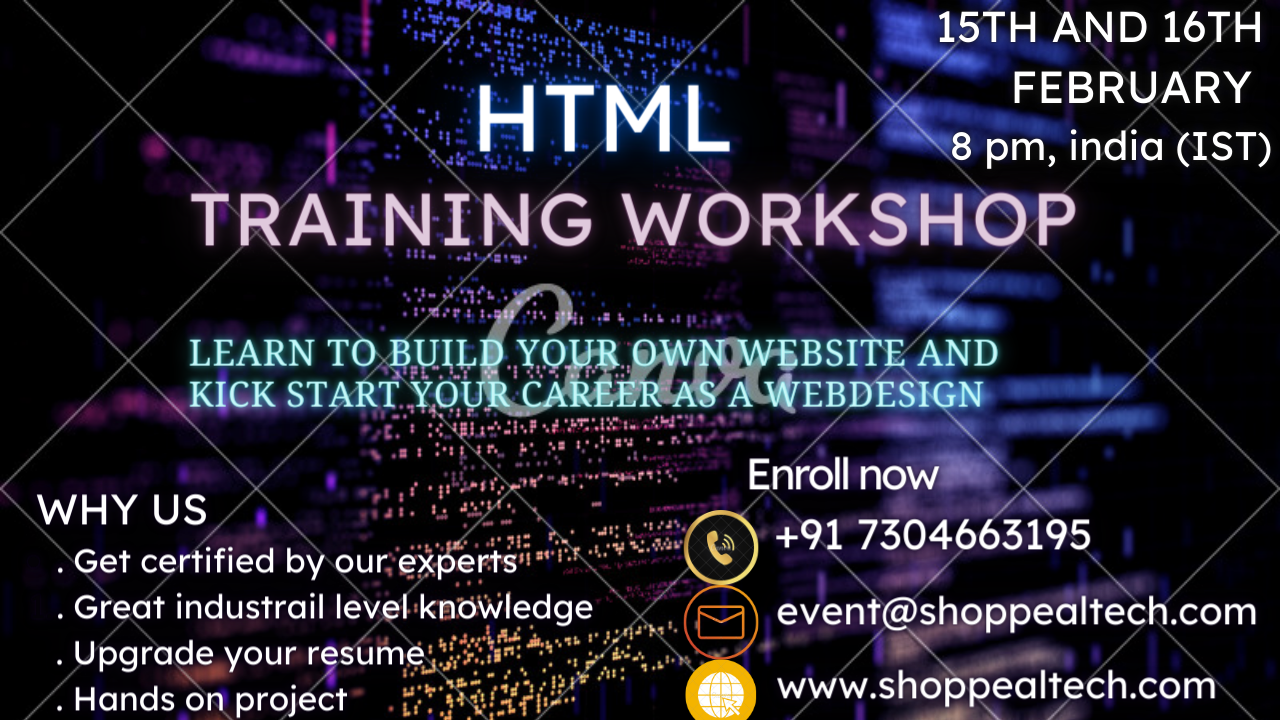 15TH AND 16TH
FEBRUARY
8 pm, india (IST)
HTML
TRAINING WORKSHOP
Canva
LEARN TO BUILD YOUR OWN WEBSITE AND
KICK START YOUR CAREER AS A WEBDESIGN
WHY US
. Get certified by our experts
. Great industrail level knowledge
. Upgrade your resume
. Hands on project
Enroll now
+91 7304663195
event@shoppealtech.com
www.shoppealtech.com